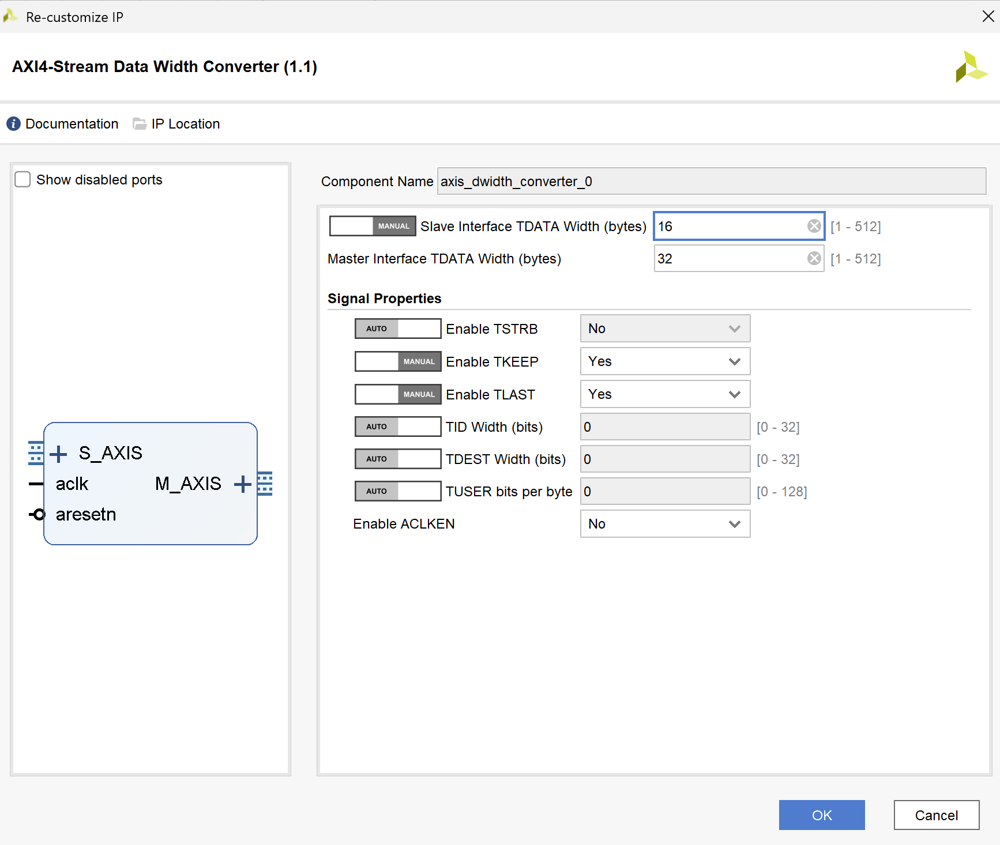 Re-customize IP
AXI4-Stream Data Width Converter (1.1)
Documentation IP Location
Show disabled ports
S_AXIS
aclk M_AXIS
aresetn
Component Name axis_dwidth_converter_0
MANUAL Slave Interface TDATA Width (bytes) 16 [1 - 512]
Master Interface TDATA Width (bytes) 32 [1 - 512]
Signal Properties
AUTO Enable TSTRB No
MANUAL Enable TKEEP Yes
MANUAL Enable TLAST Yes
AUTO TID Width (bits) 0 [0 - 32]
AUTO TDEST Width (bits) 0 [0 - 32]
AUTO TUSER bits per byte 0 [0 - 128]
Enable ACLKEN No
OK Cancel